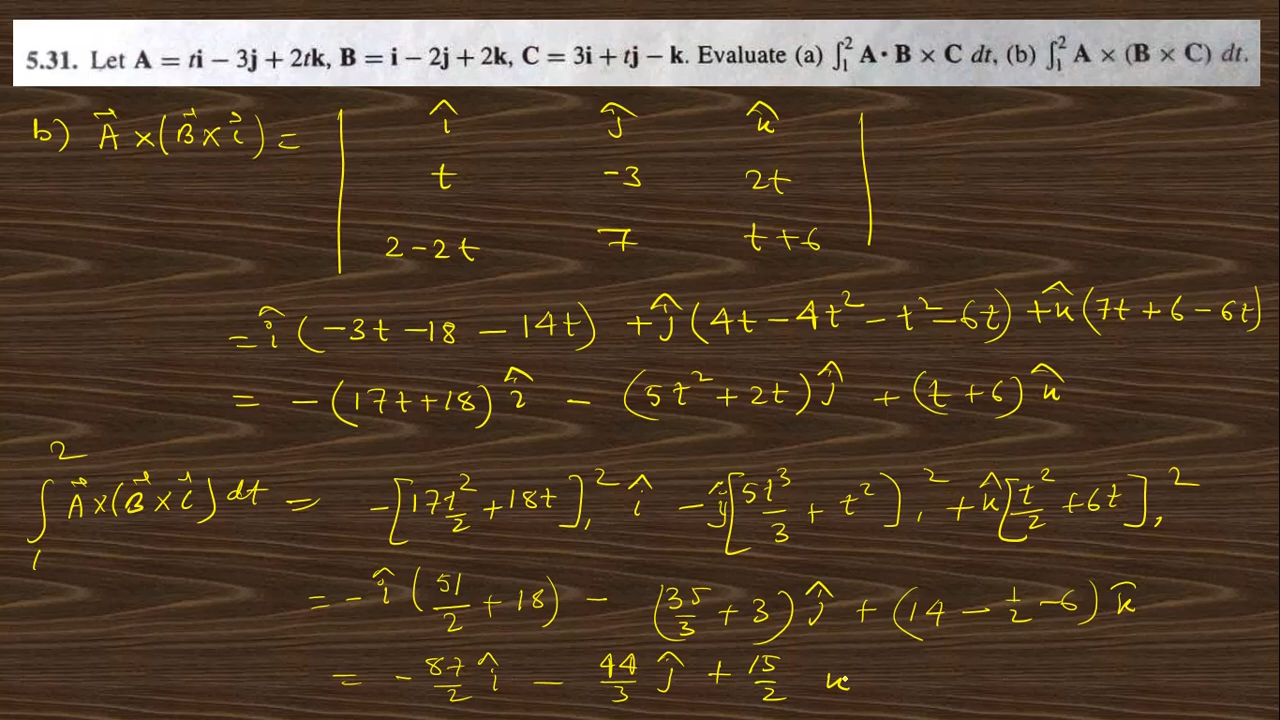 5.31. Let A = ti − 3j + 2tk, B = i − 2j + 2k, C = 3i + tj − k. Evaluate (a) ∫₁² A · B × C dt, (b) ∫₁² A × (B × C) dt.
b) A⃗ × (B⃗ × C⃗) = | î ĵ k̂
t -3 2t
2-2t 7 t+6 |
= î (-3t -18 - 14t) + ĵ (4t - 4t² - t² - 6t) + k̂ (7t + 6 - 6t)
= - (17t + 18) î - (5t² + 2t) ĵ + (t + 6) k̂
∫₁² A⃗ × (B⃗ × C⃗) dt = - [17t²/2 + 18t]₁² î - ĵ [5t³/3 + t²]₁² + k̂ [t²/2 + 6t]₁²
= - î (51/2 + 18) - (35/3 + 3) ĵ + (14 - 1/2 - 6) k̂
= - 87/2 î - 44/3 ĵ + 15/2 k